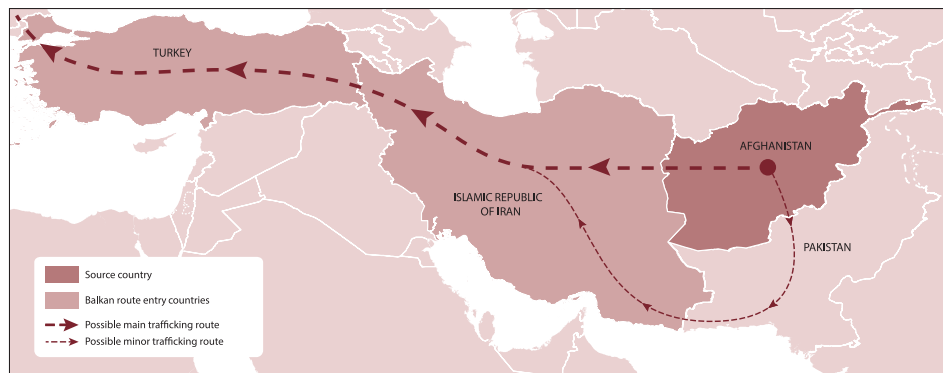 TURKEY
AFGHANISTAN
ISLAMIC REPUBLIC
OF IRAN
PAKISTAN
Source country
Balkan route entry countries
Possible main trafficking route
Possible minor trafficking route